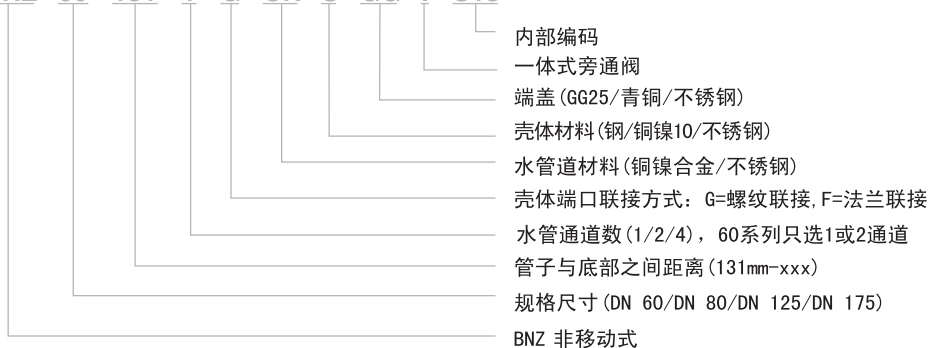 内部编码
一体式旁通阀
端盖(GG25/青铜/不锈钢)
壳体材料(钢/铜镍10/不锈钢)
水管道材料(铜镍合金/不锈钢)
壳体端口联接方式：G=螺纹联接,F=法兰联接
水管通道数(1/2/4)，60系列只选1或2通道
管子与底部之间距离(131mm-xxx)
规格尺寸(DN 60/DN 80/DN 125/DN 175)
BNZ 非移动式